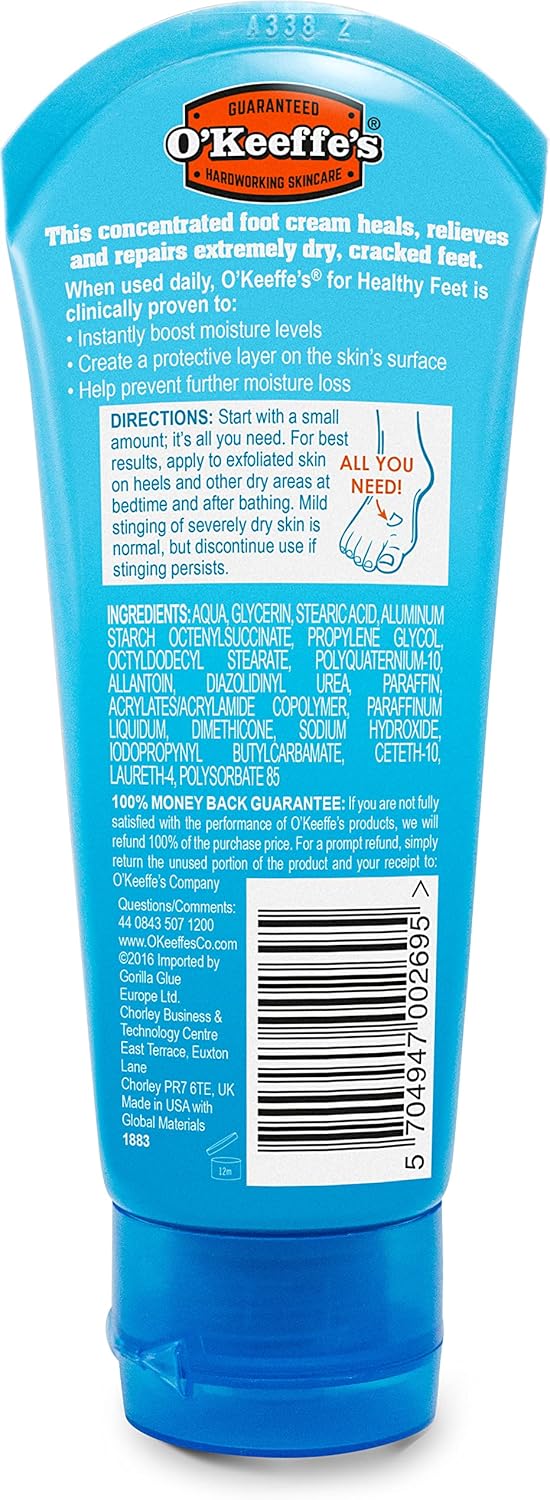 A338 2
GUARANTEED
O'Keeffe's®
• HARDWORKING SKINCARE •
This concentrated foot cream heals, relieves
and repairs extremely dry, cracked feet.
When used daily, O'Keeffe's® for Healthy Feet is
clinically proven to:
• Instantly boost moisture levels
• Create a protective layer on the skin's surface
• Help prevent further moisture loss
DIRECTIONS: Start with a small
amount; it's all you need. For best
results, apply to exfoliated skin
on heels and other dry areas at
bedtime and after bathing. Mild
stinging of severely dry skin is
normal, but discontinue use if
stinging persists.
ALL YOU
NEED!
INGREDIENTS: AQUA, GLYCERIN, STEARIC ACID, ALUMINUM
STARCH OCTENYLSUCCINATE, PROPYLENE GLYCOL,
OCTYLDODECYL STEARATE, POLYQUATERNIUM-10,
ALLANTOIN, DIAZOLIDINYL UREA, PARAFFIN,
ACRYLATES/ACRYLAMIDE COPOLYMER, PARAFFINUM
LIQUIDUM, DIMETHICONE, SODIUM HYDROXIDE,
IODOPROPYNYL BUTYLCARBAMATE, CETETH-10,
LAURETH-4, POLYSORBATE 85
100% MONEY BACK GUARANTEE: If you are not fully
satisfied with the performance of O'Keeffe's products, we will
refund 100% of the purchase price. For a prompt refund, simply
return the unused portion of the product and your receipt to:
O'Keeffe's Company
Questions/Comments:
44 0843 507 1200
www.OKeeffesCo.com
©2016 Imported by
Gorilla Glue
Europe Ltd.
Chorley Business &
Technology Centre
East Terrace, Euxton
Lane
Chorley PR7 6TE, UK
Made in USA with
Global Materials
1883
12m
5 704947 002695 >